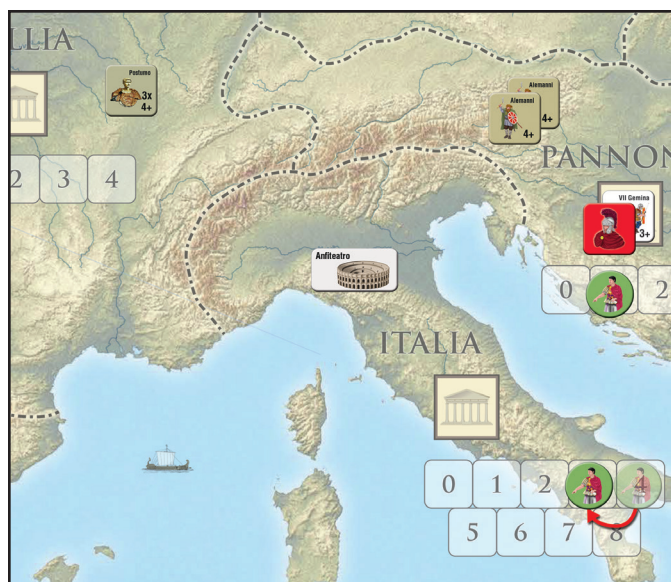 LLIA
Postumo
3x
4+
2 3 4
Alemanni
4+
Alemanni
4+
PANNON
VII Gemina
3+
0 2
Anfiteatro
ITALIA
0 1 2 4
5 6 7 8